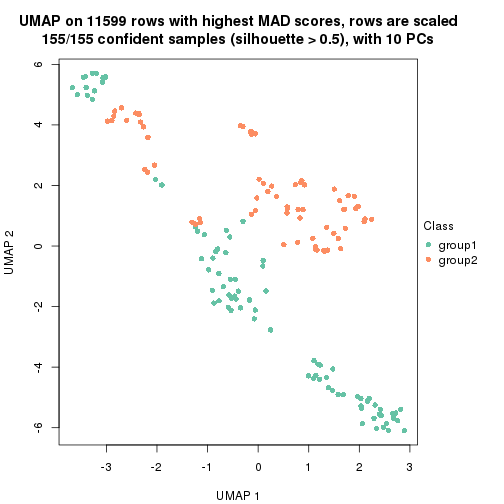 UMAP on 11599 rows with highest MAD scores, rows are scaled
155/155 confident samples (silhouette > 0.5), with 10 PCs
6
4
2
0
-2
-4
-6
UMAP 2
-3
-2
-1
0
1
2
3
UMAP 1
Class
group1
group2